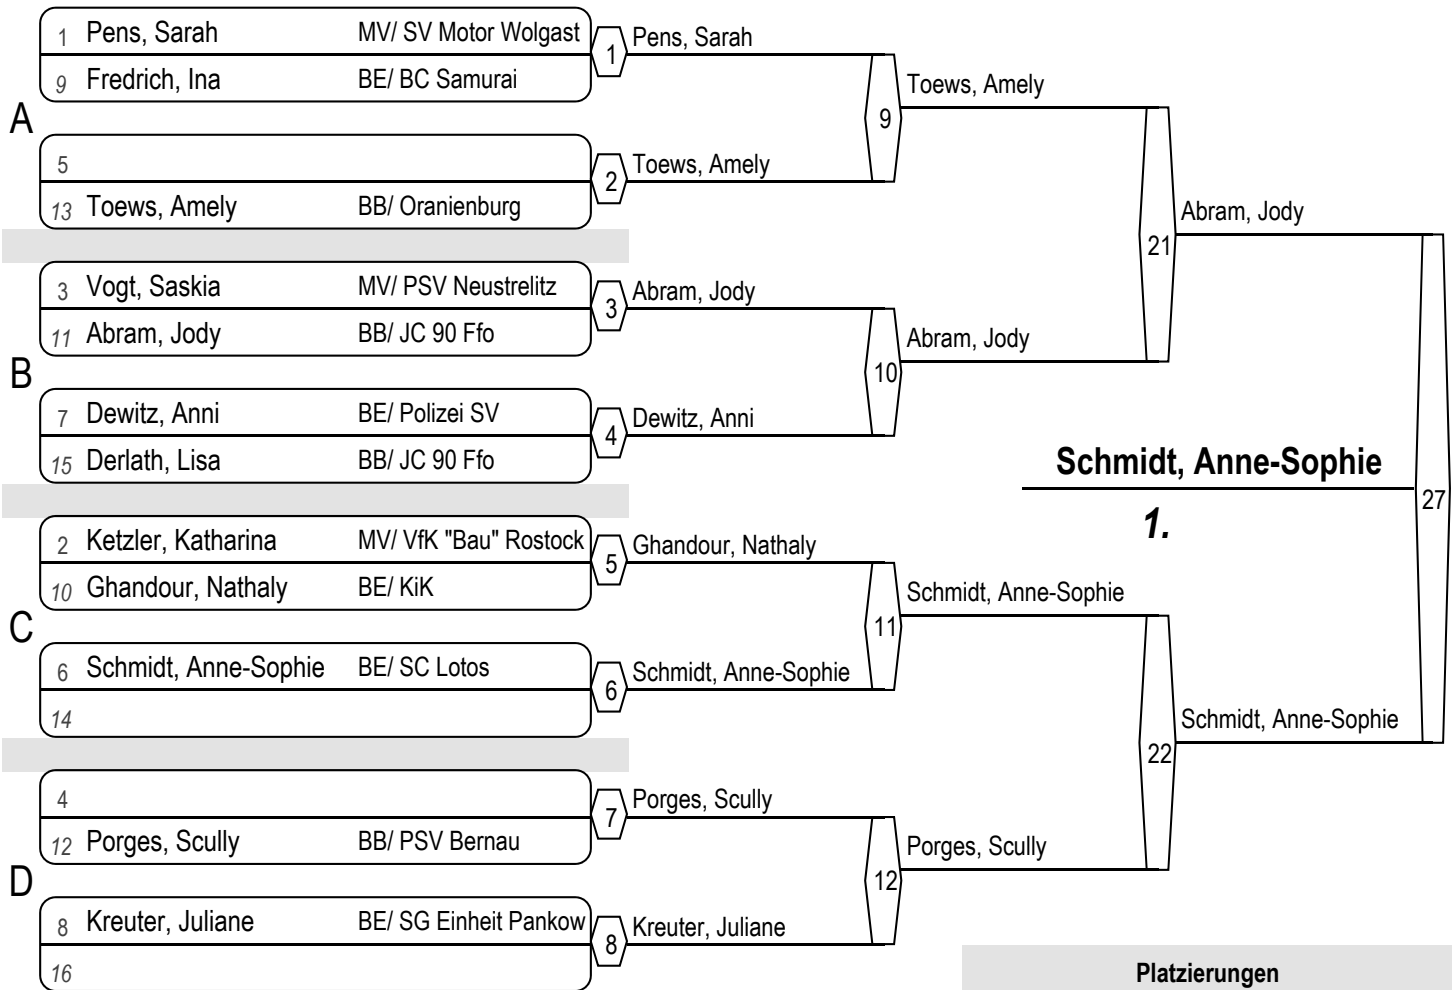 1 Pens, Sarah MV/ SV Motor Wolgast
9 Fredrich, Ina BE/ BC Samurai
A
5
13 Toews, Amely BB/ Oranienburg
3 Vogt, Saskia MV/ PSV Neustrelitz
11 Abram, Jody BB/ JC 90 Ffo
B
7 Dewitz, Anni BE/ Polizei SV
15 Derlath, Lisa BB/ JC 90 Ffo
2 Ketzler, Katharina MV/ VfK "Bau" Rostock
10 Ghandour, Nathaly BE/ KiK
C
6 Schmidt, Anne-Sophie BE/ SC Lotos
14
4
12 Porges, Scully BB/ PSV Bernau
D
8 Kreuter, Juliane BE/ SG Einheit Pankow
16
1 Pens, Sarah
2 Toews, Amely
3 Abram, Jody
4 Dewitz, Anni
5 Ghandour, Nathaly
6 Schmidt, Anne-Sophie
7 Porges, Scully
8 Kreuter, Juliane
9 Toews, Amely
10 Abram, Jody
11 Schmidt, Anne-Sophie
12 Porges, Scully
21 Abram, Jody
22 Schmidt, Anne-Sophie
Schmidt, Anne-Sophie
27
1.
Platzierungen